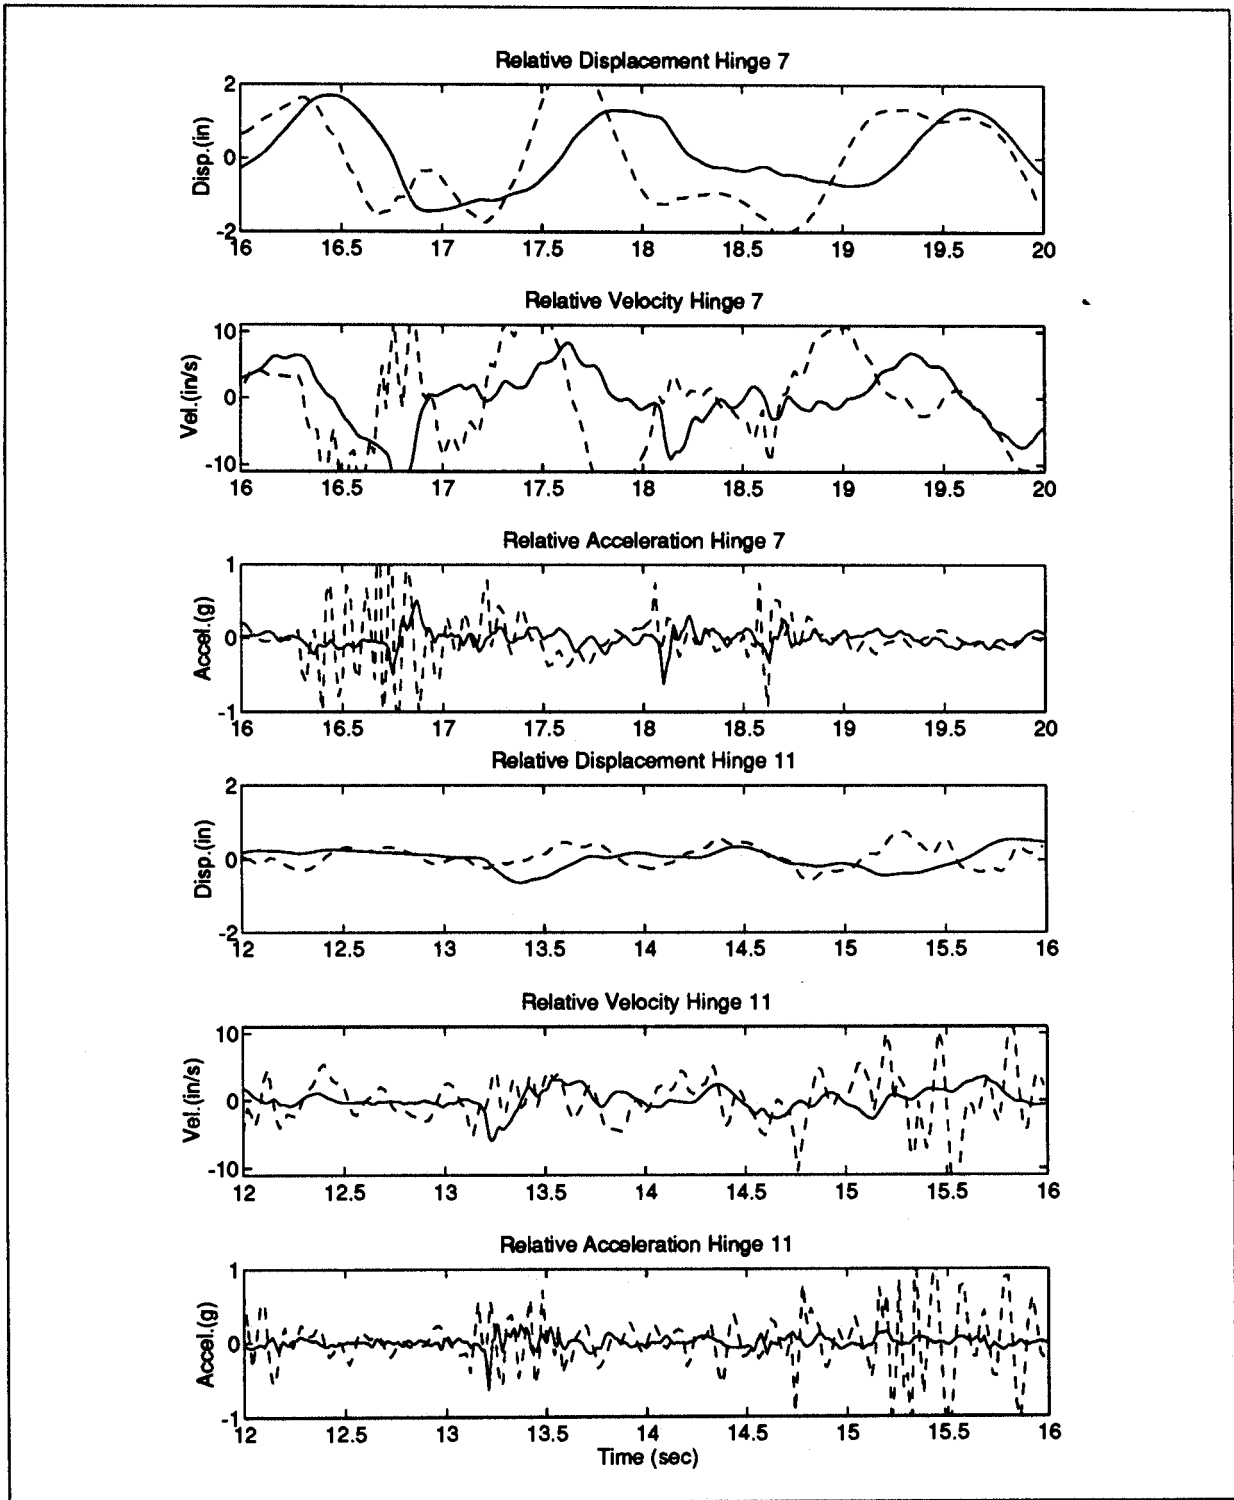 Relative Displacement Hinge 7
2
0
-2
Disp.(in)
16 16.5 17 17.5 18 18.5 19 19.5 20
Relative Velocity Hinge 7
10
0
-10
Vel.(in/s)
16 16.5 17 17.5 18 18.5 19 19.5 20
Relative Acceleration Hinge 7
1
0
-1
Accel.(g)
16 16.5 17 17.5 18 18.5 19 19.5 20
Relative Displacement Hinge 11
2
0
-2
Disp.(in)
12 12.5 13 13.5 14 14.5 15 15.5 16
Relative Velocity Hinge 11
10
0
-10
Vel.(in/s)
12 12.5 13 13.5 14 14.5 15 15.5 16
Relative Acceleration Hinge 11
1
0
-1
Accel.(g)
12 12.5 13 13.5 14 14.5 15 15.5 16
Time (sec)